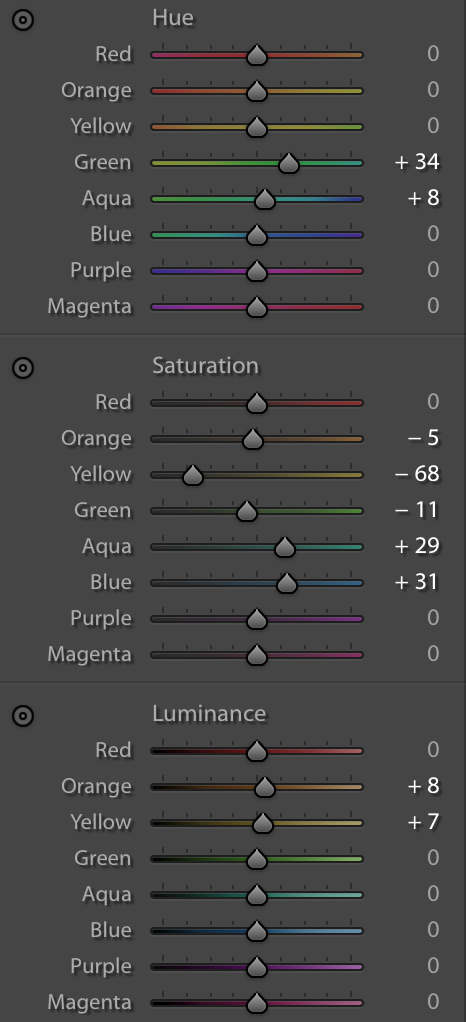 Hue
Red 0
Orange 0
Yellow 0
Green + 34
Aqua + 8
Blue 0
Purple 0
Magenta 0
Saturation
Red 0
Orange − 5
Yellow − 68
Green − 11
Aqua + 29
Blue + 31
Purple 0
Magenta 0
Luminance
Red 0
Orange + 8
Yellow + 7
Green 0
Aqua 0
Blue 0
Purple 0
Magenta 0